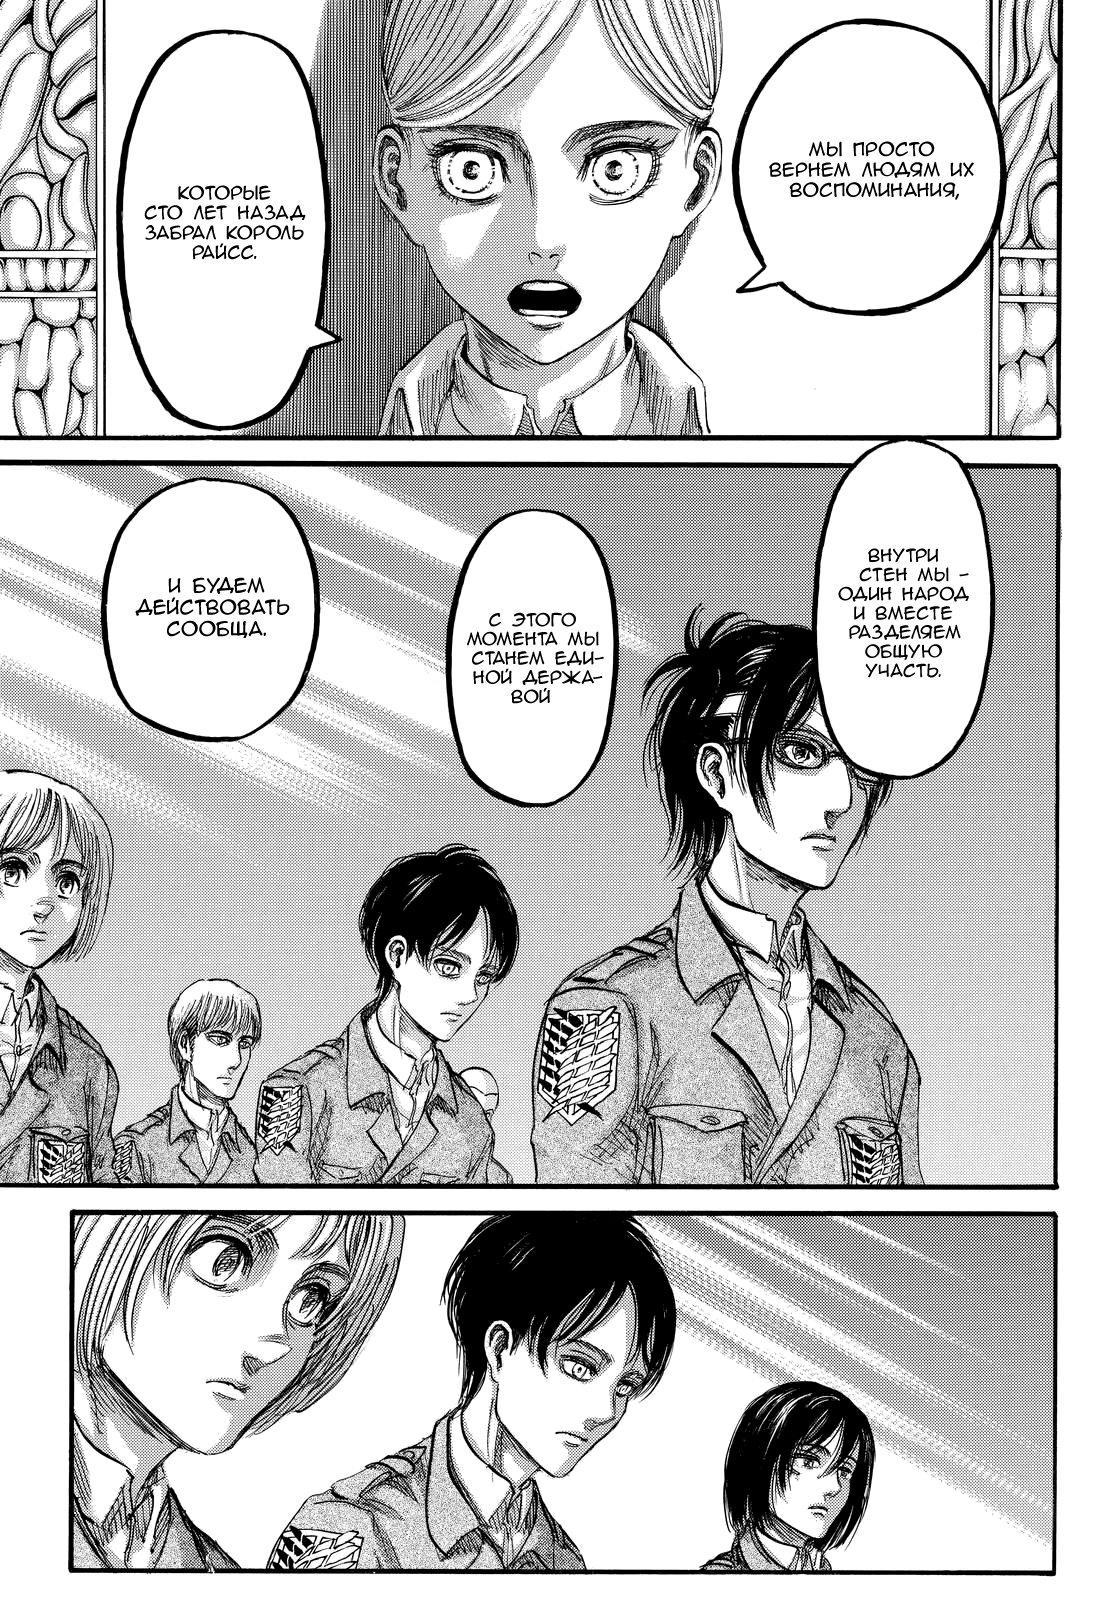 МЫ ПРОСТО
ВЕРНЕМ ЛЮДЯМ ИХ
ВОСПОМИНАНИЯ,
КОТОРЫЕ
СТО ЛЕТ НАЗАД
ЗАБРАЛ КОРОЛЬ
РАЙСС.
ВНУТРИ
СТЕН МЫ -
ОДИН НАРОД
И ВМЕСТЕ
РАЗДЕЛЯЕМ
ОБЩУЮ
УЧАСТЬ.
С ЭТОГО
МОМЕНТА МЫ
СТАНЕМ ЕДИ-
НОЙ ДЕРЖА-
ВОЙ
И БУДЕМ
ДЕЙСТВОВАТЬ
СООБЩА.